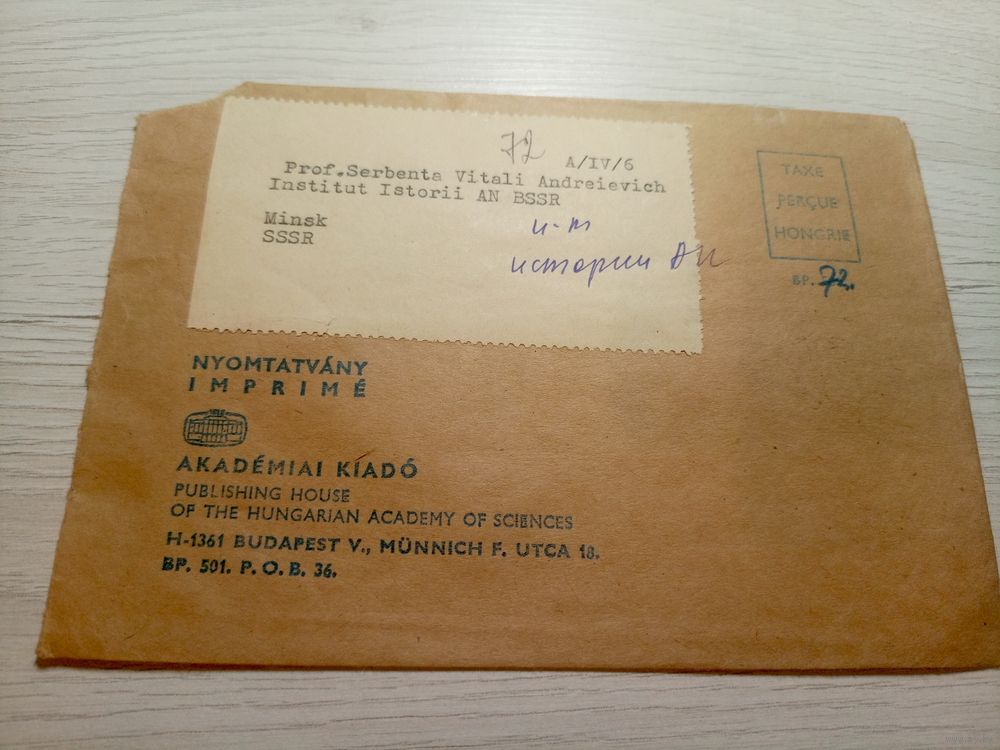 72
A/IV/6
Prof.Serbenta Vitali Andreievich
Institut Istorii AN BSSR
Minsk
SSSR
и-т
истории АН
TAXE
PERÇUE
HONGRIE
BP. 72.
NYOMTATVÁNY
IMPRIMÉ
AKADÉMIAI KIADÓ
PUBLISHING HOUSE
OF THE HUNGARIAN ACADEMY OF SCIENCES
H-1361 BUDAPEST V., MÜNNICH F. UTCA 18.
BP. 501. P. O. B. 36.